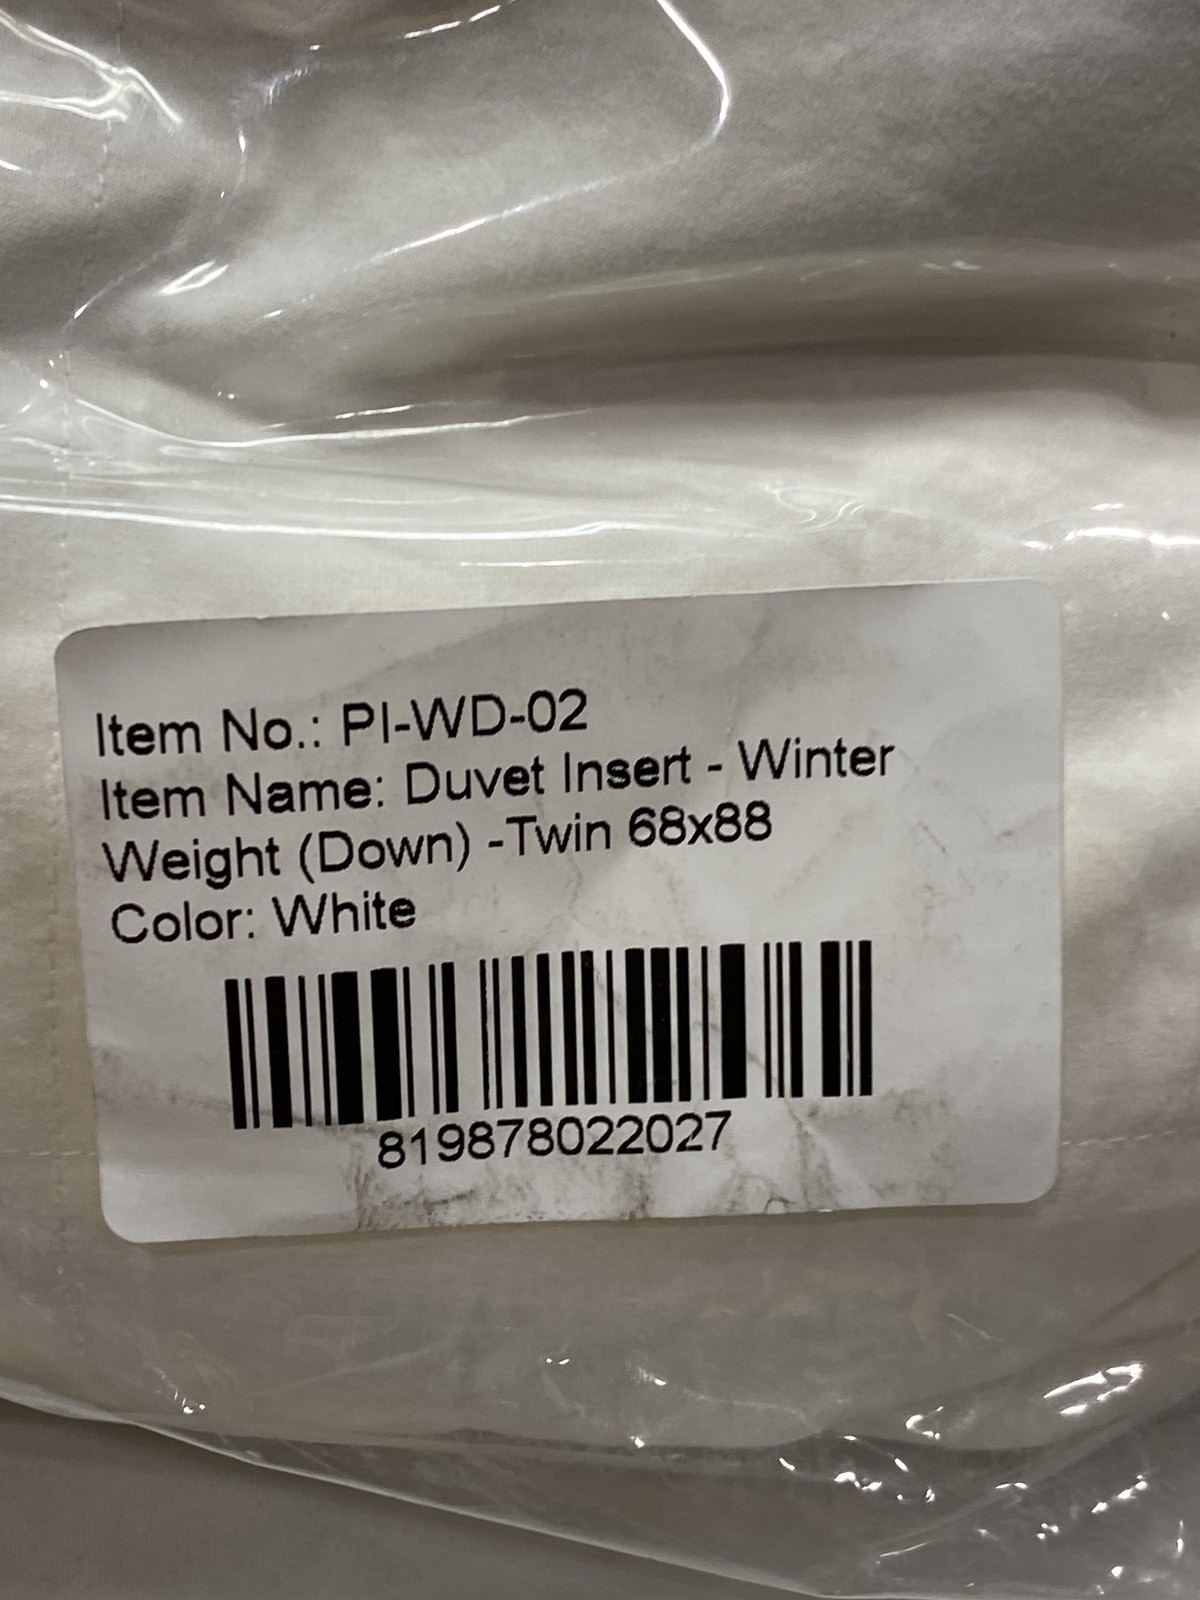 Item No.: PI-WD-02
Item Name: Duvet Insert - Winter
Weight (Down) -Twin 68x88
Color: White
819878022027